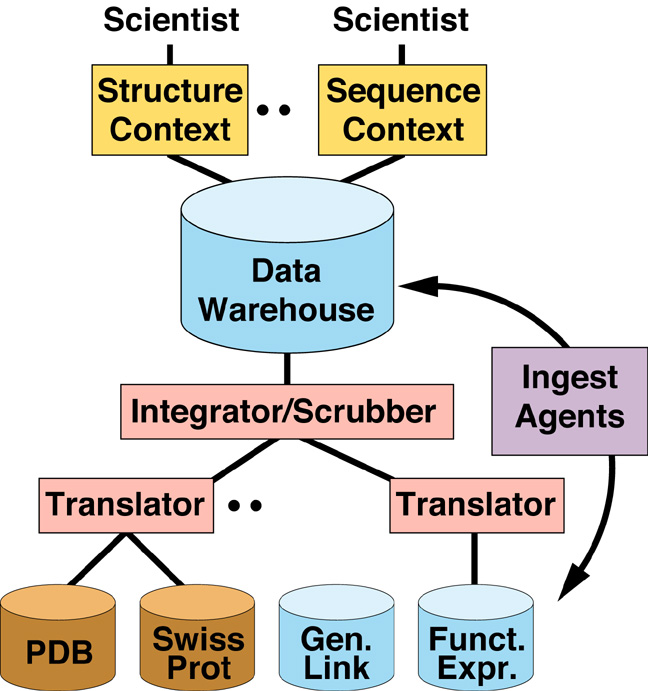 Scientist
Scientist
Structure
Context
Sequence
Context
Data
Warehouse
Ingest
Agents
Integrator/Scrubber
Translator
Translator
PDB
Swiss
Prot
Gen.
Link
Funct.
Expr.